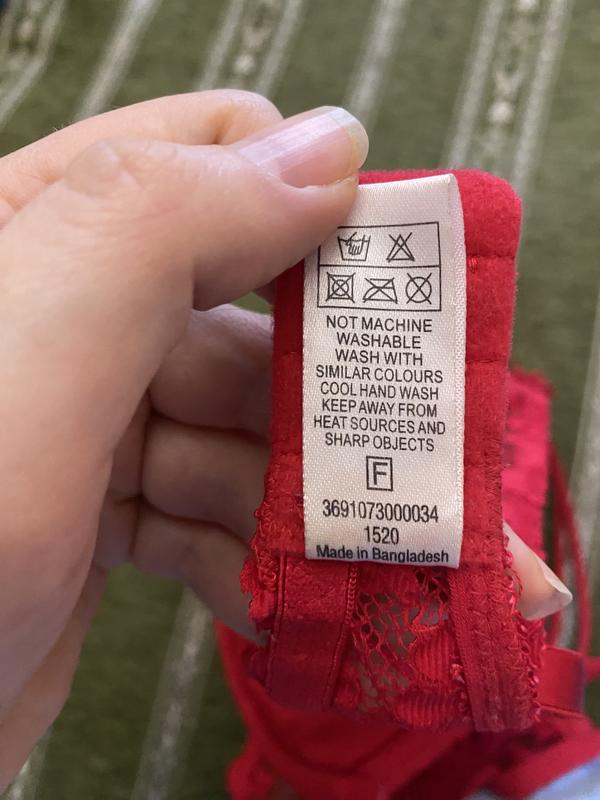 NOT MACHINE
WASHABLE
WASH WITH
SIMILAR COLOURS
COOL HAND WASH
KEEP AWAY FROM
HEAT SOURCES AND
SHARP OBJECTS
F
3691073000034
1520
Made in Bangladesh